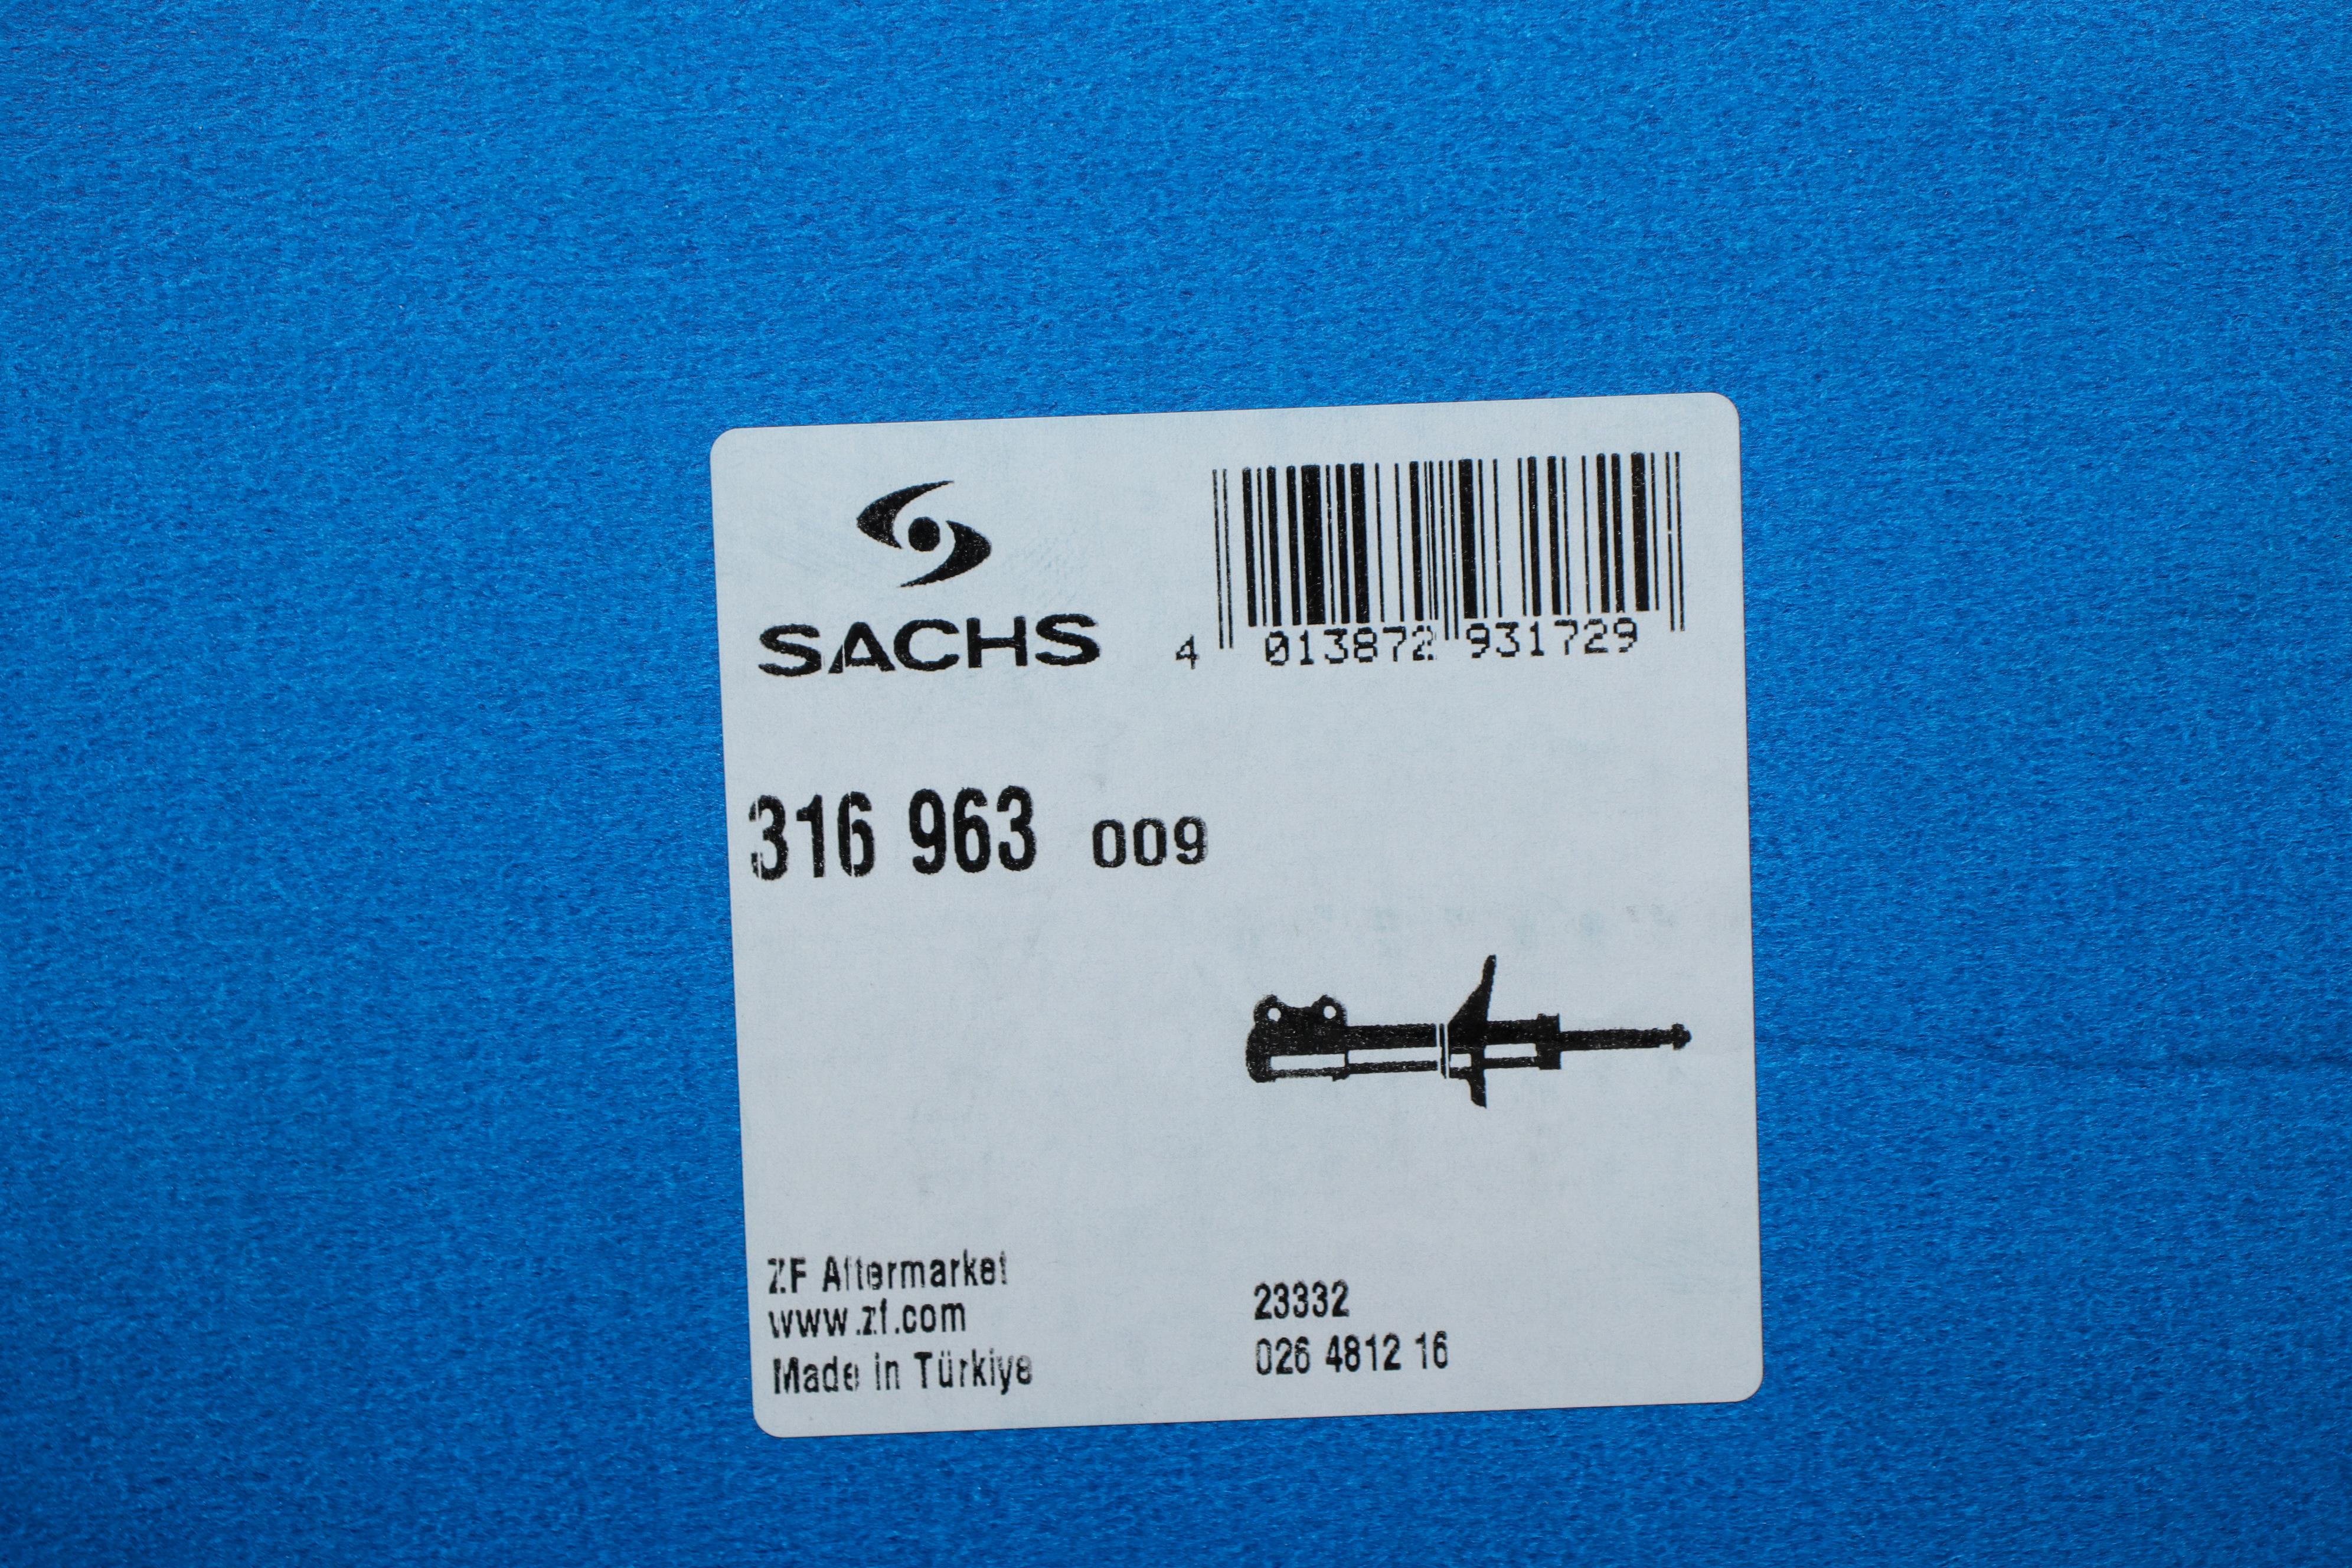 SACHS
4 013872 931729
316 963 009
ZF Aftermarket
www.zf.com
Made in Türkiye
23332
026 4812 16